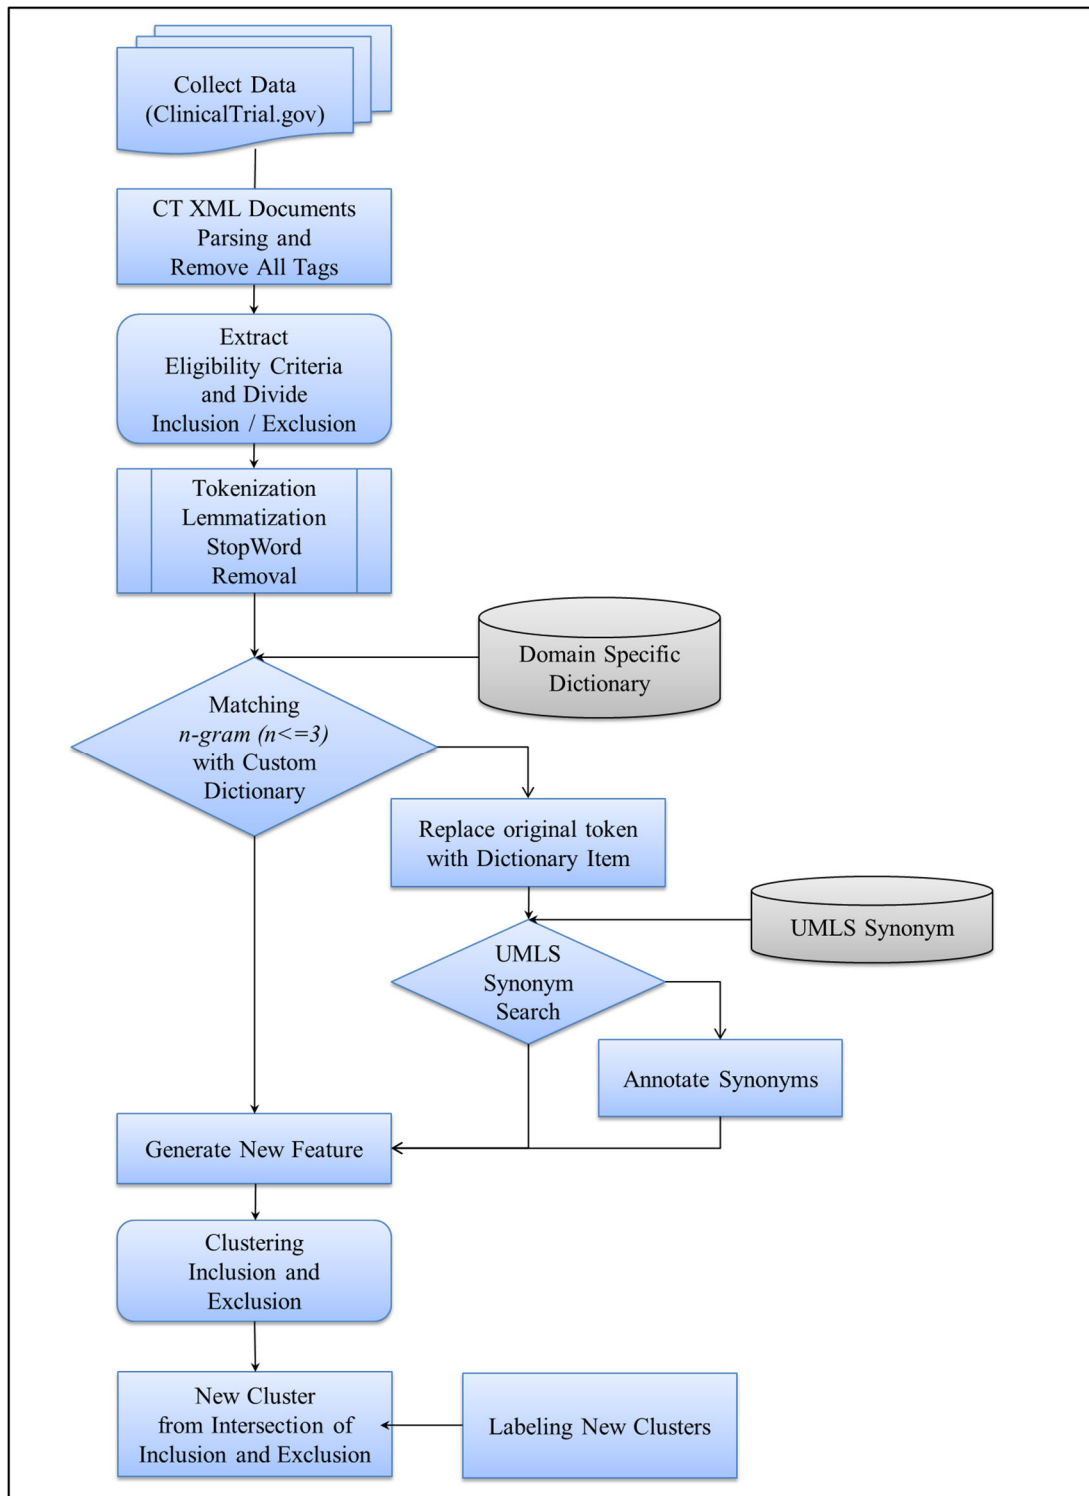 Collect Data
(ClinicalTrial.gov)
CT XML Documents
Parsing and
Remove All Tags
Extract
Eligibility Criteria
and Divide
Inclusion / Exclusion
Tokenization
Lemmatization
StopWord
Removal
Domain Specific
Dictionary
Matching
n-gram (n<=3)
with Custom
Dictionary
Replace original token
with Dictionary Item
UMLS Synonym
UMLS
Synonym
Search
Annotate Synonyms
Generate New Feature
Clustering
Inclusion and
Exclusion
New Cluster
from Intersection of
Inclusion and Exclusion
Labeling New Clusters